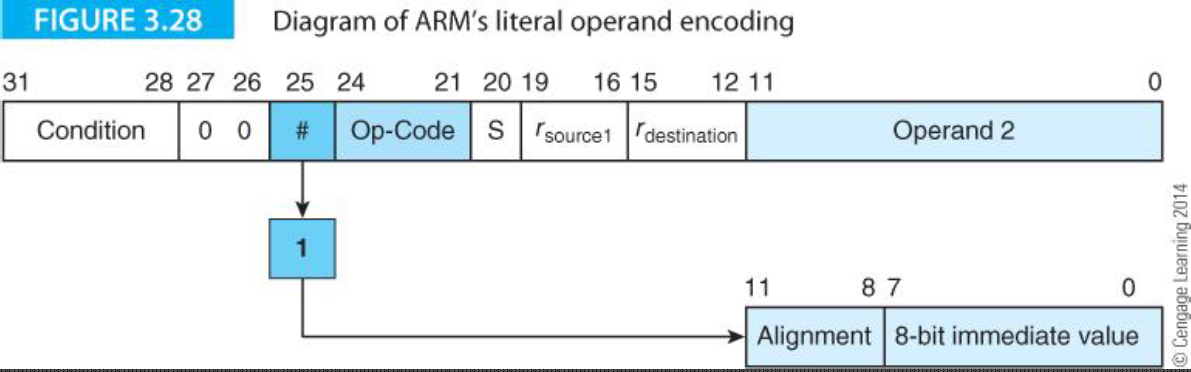 FIGURE 3.28 Diagram of ARM's literal operand encoding
31 28 27 26 25 24 21 20 19 16 15 12 11 0
Condition 0 0 # Op-Code S rsource1 rdestination Operand 2
1
11 8 7 0
Alignment 8-bit immediate value
© Cengage Learning 2014